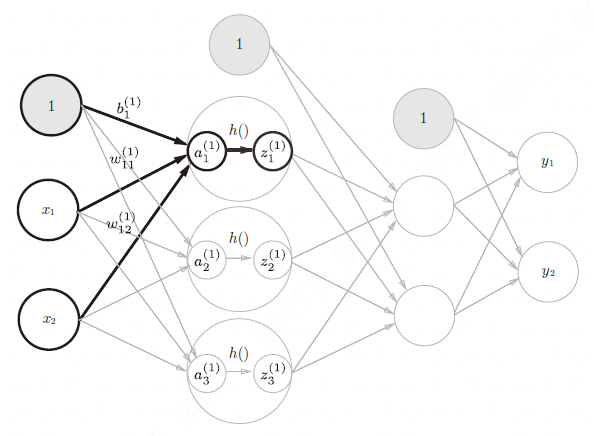 1
1
b₁⁽¹⁾
h()
a₁⁽¹⁾ z₁⁽¹⁾
1
w₁₁⁽¹⁾
y₁
x₁
w₁₂⁽¹⁾
h()
a₂⁽¹⁾ z₂⁽¹⁾
y₂
x₂
h()
a₃⁽¹⁾ z₃⁽¹⁾